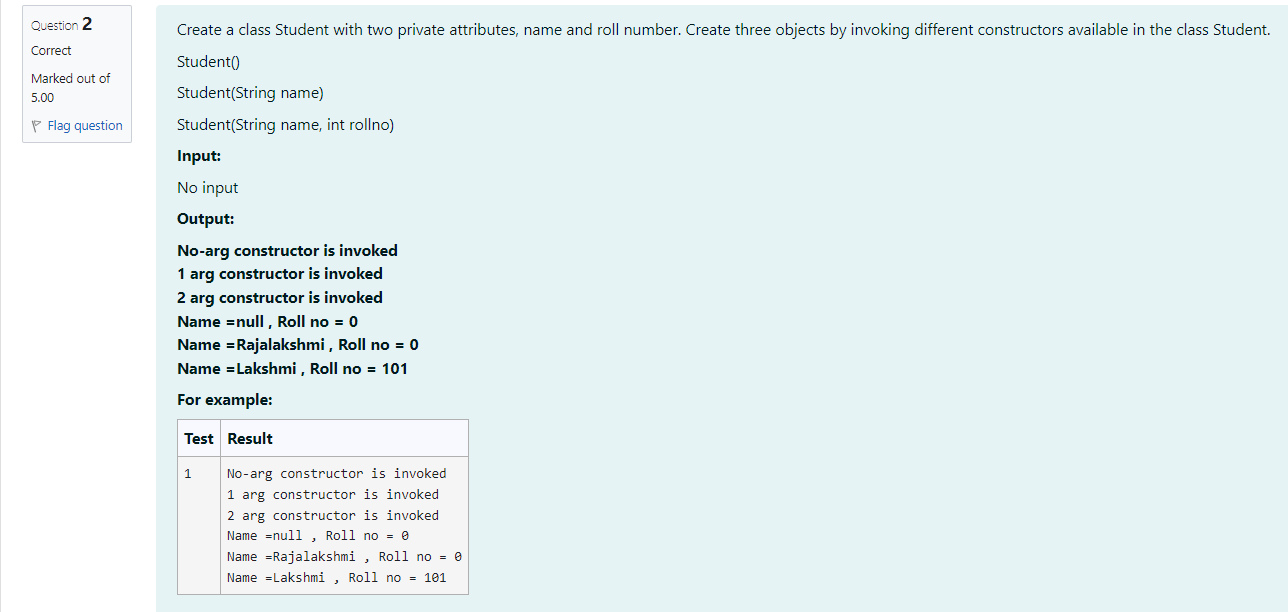 Question 2
Correct
Marked out of
5.00
Flag question
Create a class Student with two private attributes, name and roll number. Create three objects by invoking different constructors available in the class Student.
Student()
Student(String name)
Student(String name, int rollno)
Input:
No input
Output:
No-arg constructor is invoked
1 arg constructor is invoked
2 arg constructor is invoked
Name =null , Roll no = 0
Name =Rajalakshmi , Roll no = 0
Name =Lakshmi , Roll no = 101
For example:
Test Result
1 No-arg constructor is invoked
1 arg constructor is invoked
2 arg constructor is invoked
Name =null , Roll no = 0
Name =Rajalakshmi , Roll no = 0
Name =Lakshmi , Roll no = 101